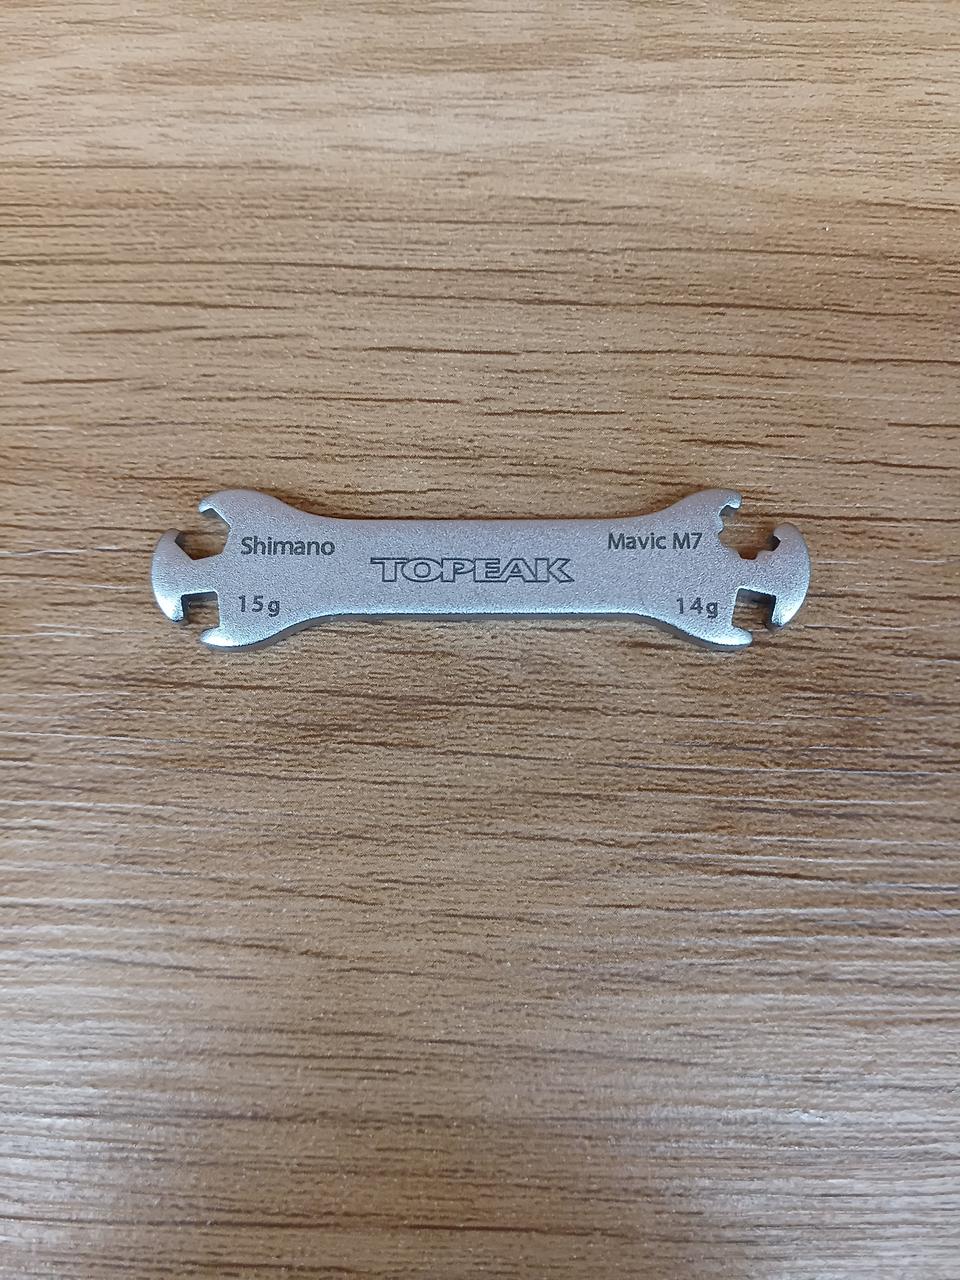 Shimano
Mavic M7
TOPEAK
15g
14g